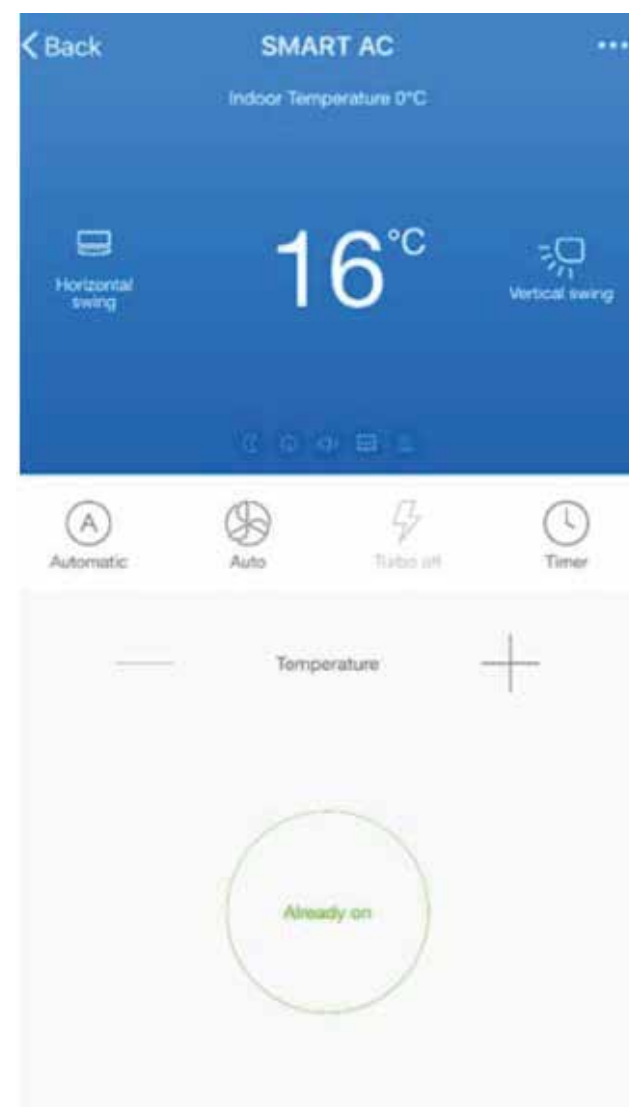 Back
SMART AC
Indoor Temperature 0°C
16°C
Horizontal
swing
Vertical swing
A
Automatic
Auto
Turbo off
Timer
Temperature
Already on